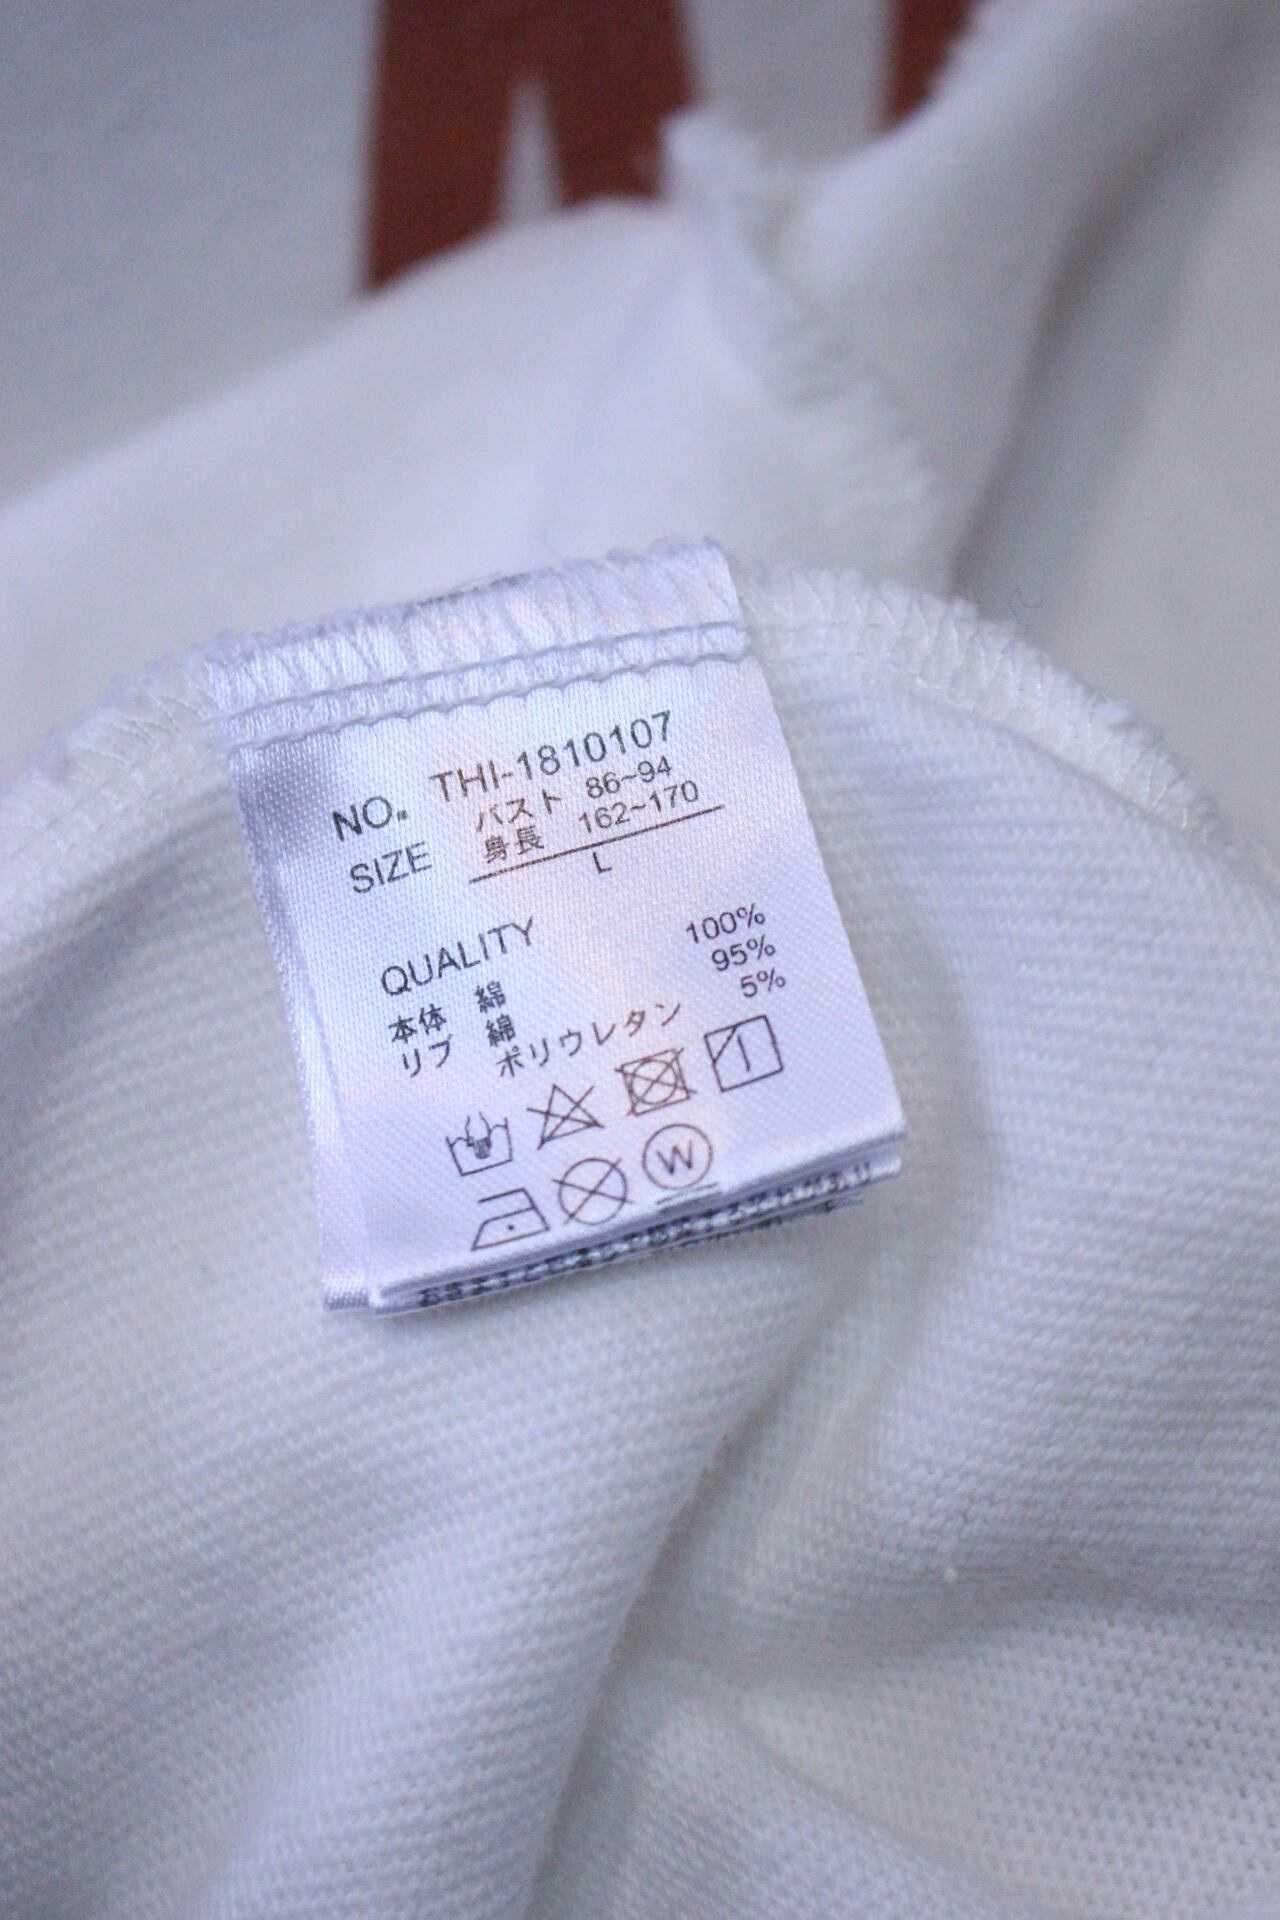 NO. THI-1810107
SIZE バスト 86~94
身長 162~170
L
QUALITY
本体 綿 100%
リブ 綿 95%
ポリウレタン 5%
W